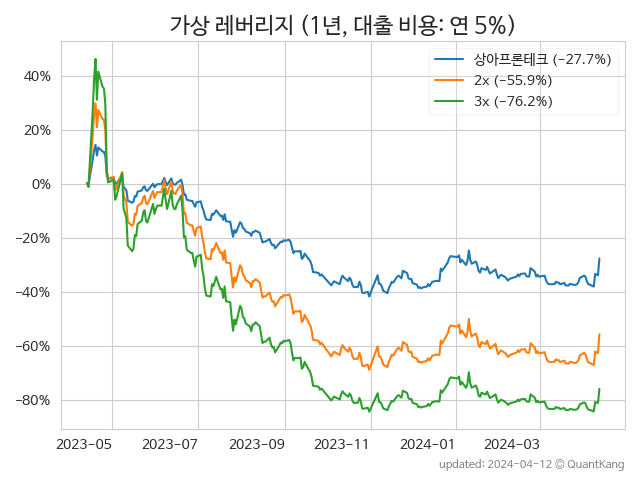 가상 레버리지 (1년, 대출 비용: 연 5%)
상아프론테크 (-27.7%)
2x (-55.9%)
3x (-76.2%)
40%
20%
0%
-20%
-40%
-60%
-80%
2023-05 2023-07 2023-09 2023-11 2024-01 2024-03
updated: 2024-04-12 © QuantKang